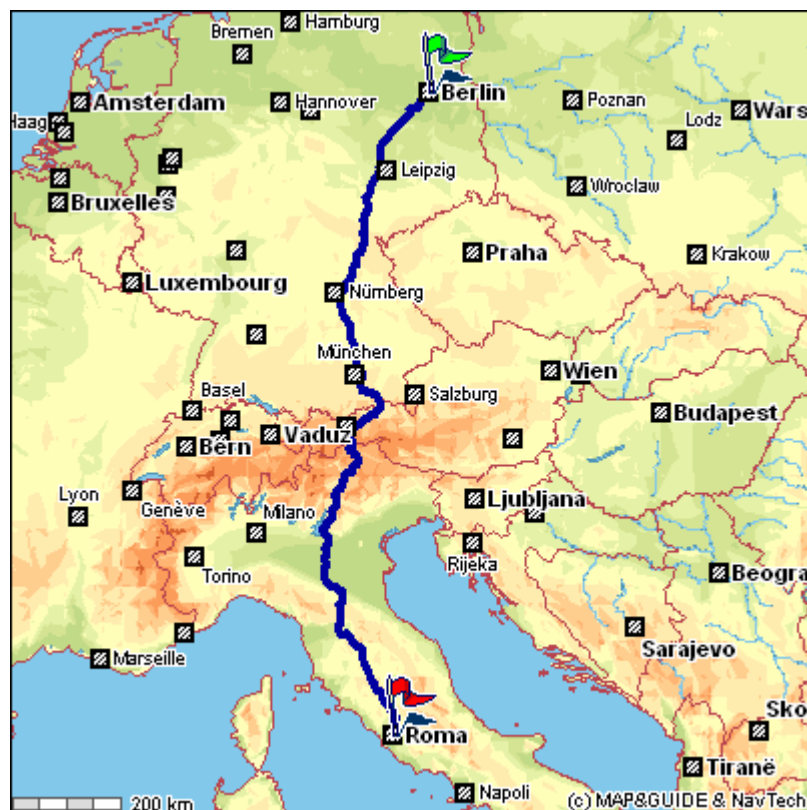 Hamburg
Bremen
Berlin
Amsterdam
Hannover
Poznan
Wars
Haag
Lodz
Leipzig
Wroclaw
Bruxelles
Praha
Krakow
Luxembourg
Nürnberg
München
Wien
Salzburg
Basel
Budapest
Vaduz
Bern
Ljubljana
Genève
Lyon
Milano
Rijeka
Torino
Beogra
Sarajevo
Marseille
Sko
Roma
Tiranë
Napoli
200 km
(c) MAP&GUIDE & NavTech